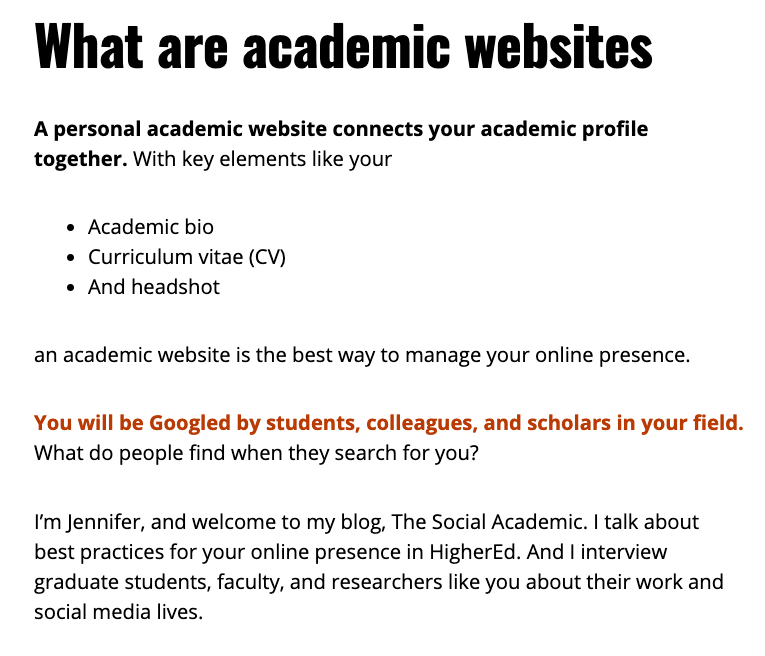 What are academic websites
A personal academic website connects your academic profile
together. With key elements like your
• Academic bio
• Curriculum vitae (CV)
• And headshot
an academic website is the best way to manage your online presence.
You will be Googled by students, colleagues, and scholars in your field.
What do people find when they search for you?
I’m Jennifer, and welcome to my blog, The Social Academic. I talk about
best practices for your online presence in HigherEd. And I interview
graduate students, faculty, and researchers like you about their work and
social media lives.